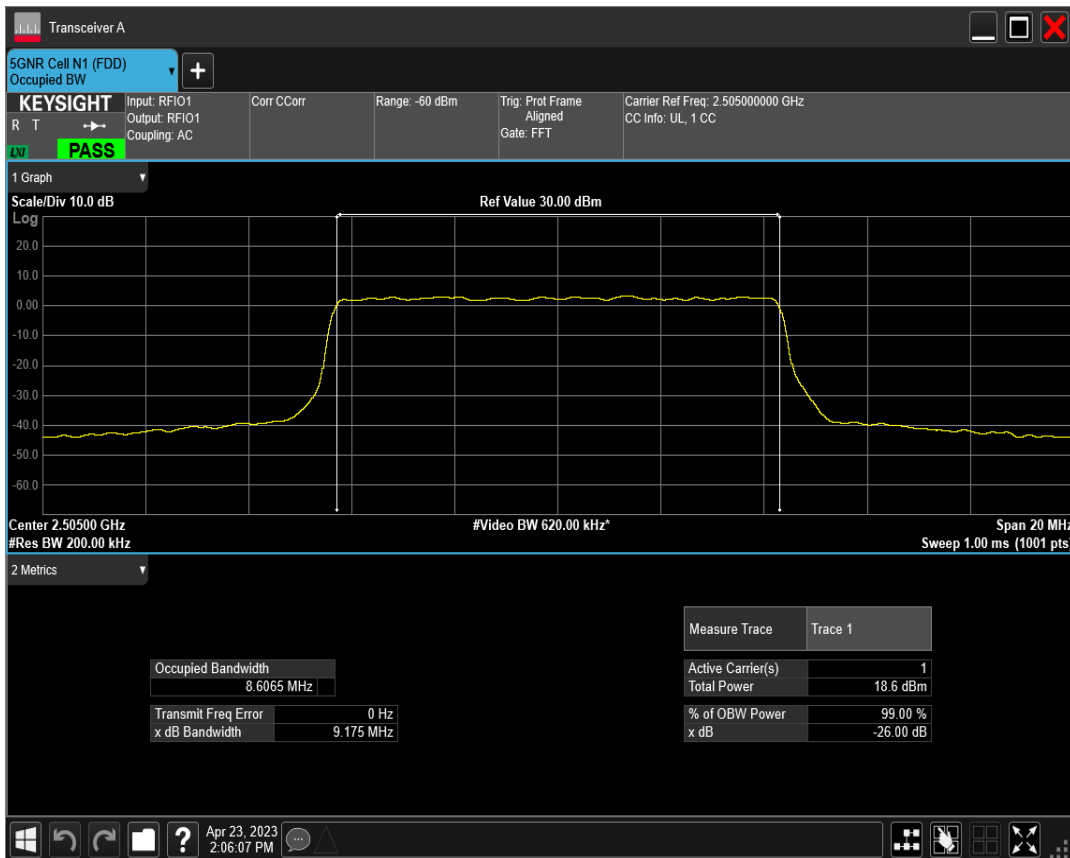 Transceiver A
5GNR Cell N1 (FDD)
Occupied BW
+
KEYSIGHT
R T
LXI
PASS
Input: RFIO1
Output: RFIO1
Coupling: AC
Corr CCorr
Range: -60 dBm
Trig: Prot Frame
Aligned
Gate: FFT
Carrier Ref Freq: 2.505000000 GHz
CC Info: UL, 1 CC
1 Graph
Scale/Div 10.0 dB
Ref Value 30.00 dBm
Log
20.0
10.0
0.00
-10.0
-20.0
-30.0
-40.0
-50.0
-60.0
Center 2.50500 GHz
#Video BW 620.00 kHz*
Span 20 MHz
#Res BW 200.00 kHz
Sweep 1.00 ms (1001 pts)
2 Metrics
Measure Trace Trace 1
Occupied Bandwidth
8.6065 MHz
Active Carrier(s) 1
Total Power 18.6 dBm
Transmit Freq Error 0 Hz
x dB Bandwidth 9.175 MHz
% of OBW Power 99.00 %
x dB -26.00 dB
?
Apr 23, 2023
2:06:07 PM